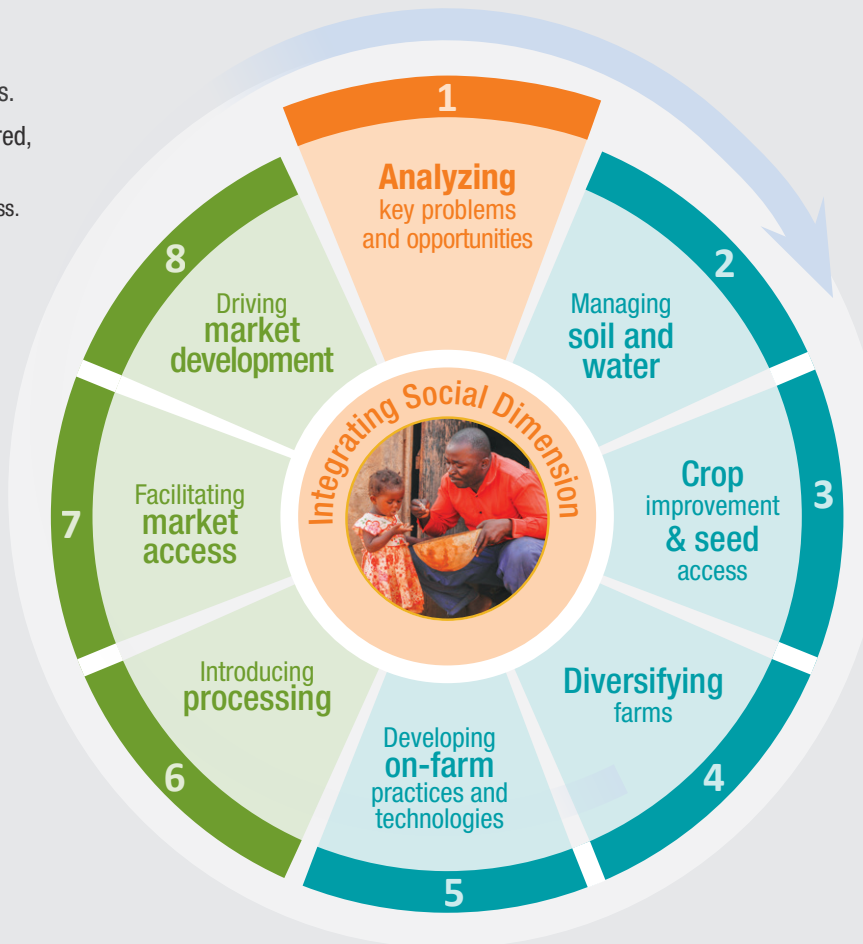 1
Analyzing
key problems
and opportunities
2
Managing
soil and
water
3
Crop
improvement
& seed
access
4
Diversifying
farms
5
Developing
on-farm
practices and
technologies
6
Introducing
processing
7
Facilitating
market
access
8
Driving
market
development
Integrating Social Dimension